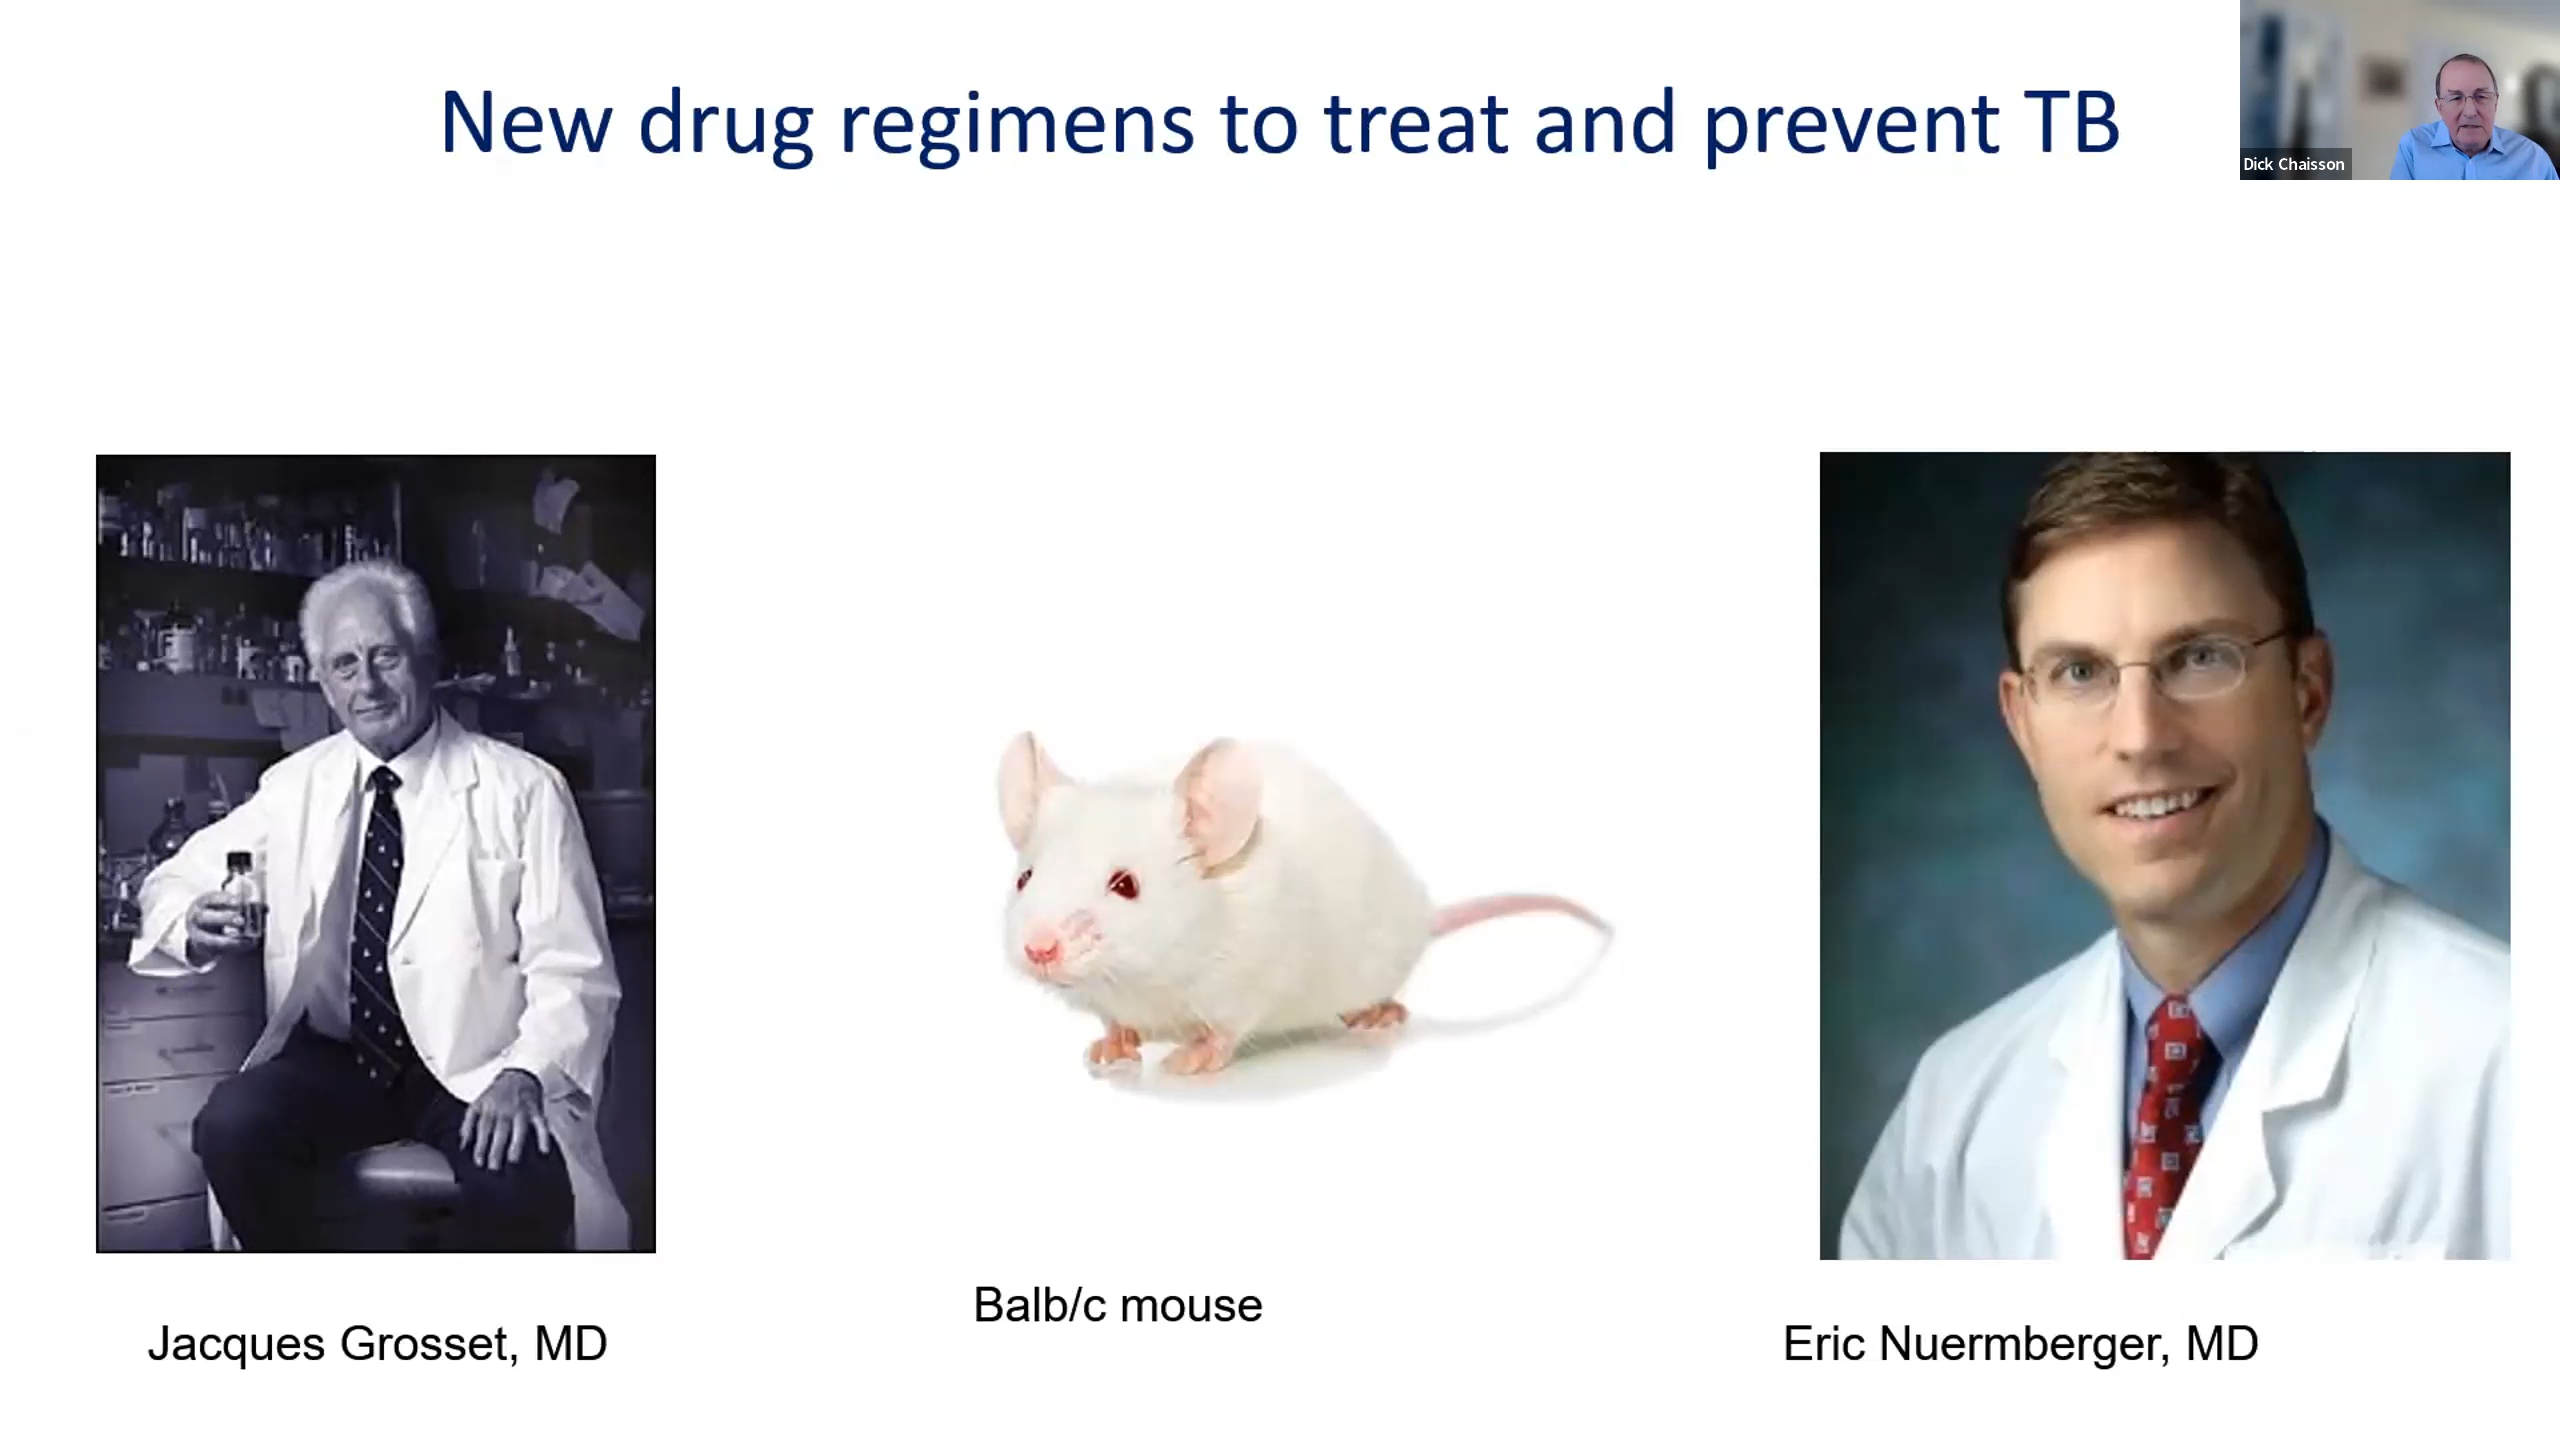 New drug regimens to treat and prevent TB
Dick Chaisson
Balb/c mouse
Jacques Grosset, MD
Eric Nuermberger, MD